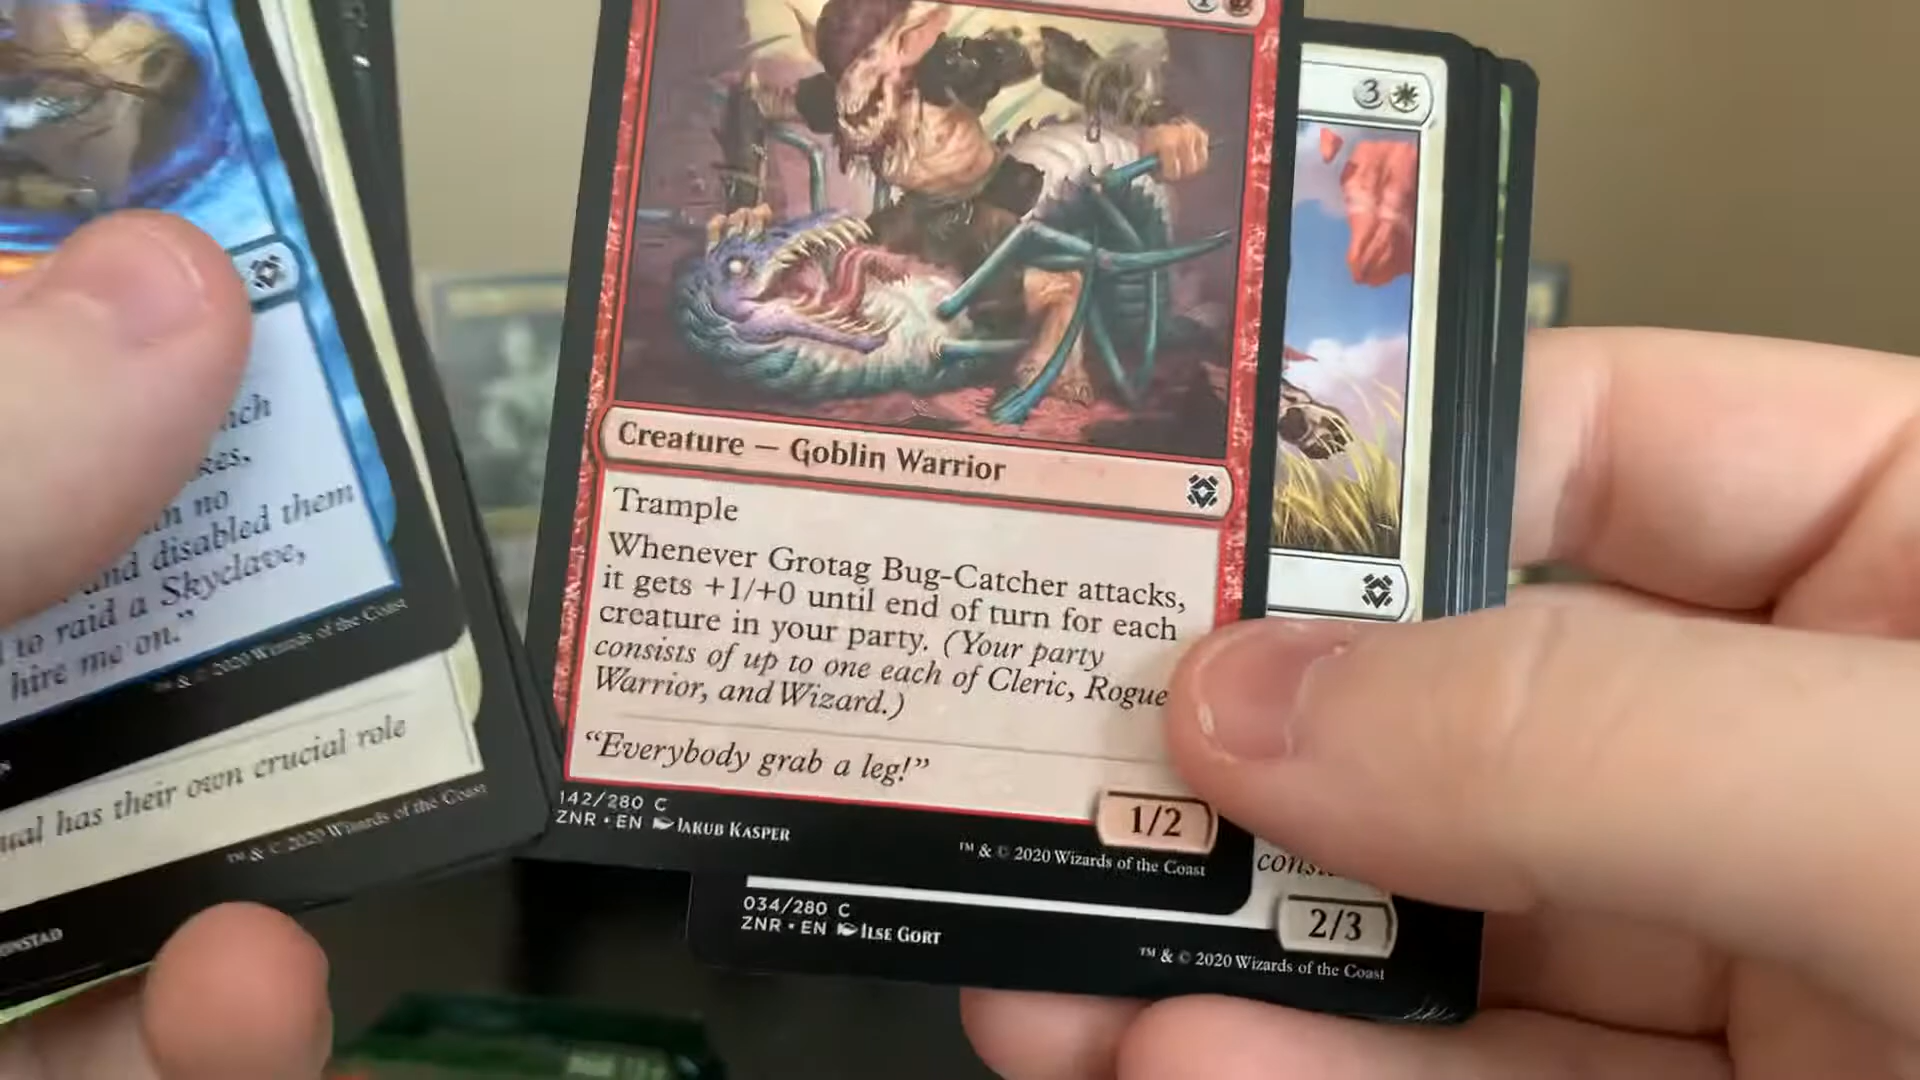 3
Creature — Goblin Warrior
Trample
Whenever Grotag Bug-Catcher attacks,
it gets +1/+0 until end of turn for each
creature in your party. (Your party
consists of up to one each of Cleric, Rogue
Warrior, and Wizard.)
"Everybody grab a leg!"
1/2
142/280 C
ZNR • EN JAKUB KASPER
™ & © 2020 Wizards of the Coast
2/3
034/280 C
ZNR • EN ILSE GORT
™ & © 2020 Wizards of the Coast
no
and disabled them
to raid a Skyclave,
hire me on."
™ & © 2020 Wizards of the Coast
has their own crucial role
™ & © 2020 Wizards of the Coast